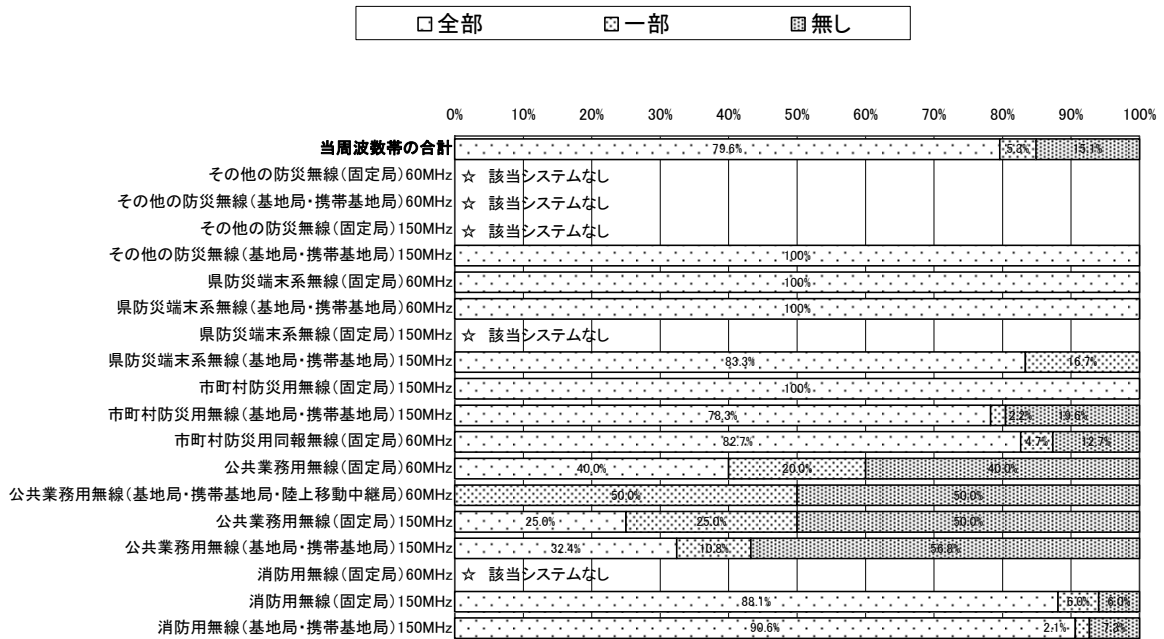 全部 一部 無し
0% 10% 20% 30% 40% 50% 60% 70% 80% 90% 100%
当周波数帯の合計 79.6% 5.3% 15.1%
その他の防災無線(固定局)60MHz ☆ 該当システムなし
その他の防災無線(基地局・携帯基地局)60MHz ☆ 該当システムなし
その他の防災無線(固定局)150MHz ☆ 該当システムなし
その他の防災無線(基地局・携帯基地局)150MHz 100%
県防災端末系無線(固定局)60MHz 100%
県防災端末系無線(基地局・携帯基地局)60MHz 100%
県防災端末系無線(固定局)150MHz ☆ 該当システムなし
県防災端末系無線(基地局・携帯基地局)150MHz 83.3% 16.7%
市町村防災用無線(固定局)150MHz 100%
市町村防災用無線(基地局・携帯基地局)150MHz 78.3% 2.2% 19.6%
市町村防災用同報無線(固定局)60MHz 82.7% 4.7% 12.7%
公共業務用無線(固定局)60MHz 40.0% 20.0% 40.0%
公共業務用無線(基地局・携帯基地局・陸上移動中継局)60MHz 50.0% 50.0%
公共業務用無線(固定局)150MHz 25.0% 25.0% 50.0%
公共業務用無線(基地局・携帯基地局)150MHz 32.4% 10.8% 56.8%
消防用無線(固定局)60MHz ☆ 該当システムなし
消防用無線(固定局)150MHz 88.1% 6.0% 6.0%
消防用無線(基地局・携帯基地局)150MHz 90.6% 2.1% 7.3%